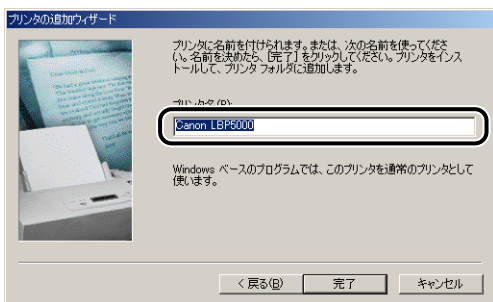 プリンタの追加ウィザード
プリンタに名前を付けられます。または、次の名前を使ってくださ
い。名前を決めたら、[完了] をクリックしてください。プリンタをインス
トールして、プリンタ フォルダに追加します。
プリンタ名(P):
Canon LBP5000
Windows ベースのプログラムでは、このプリンタを通常のプリンタとして
使います。
< 戻る(B)
完了
キャンセル